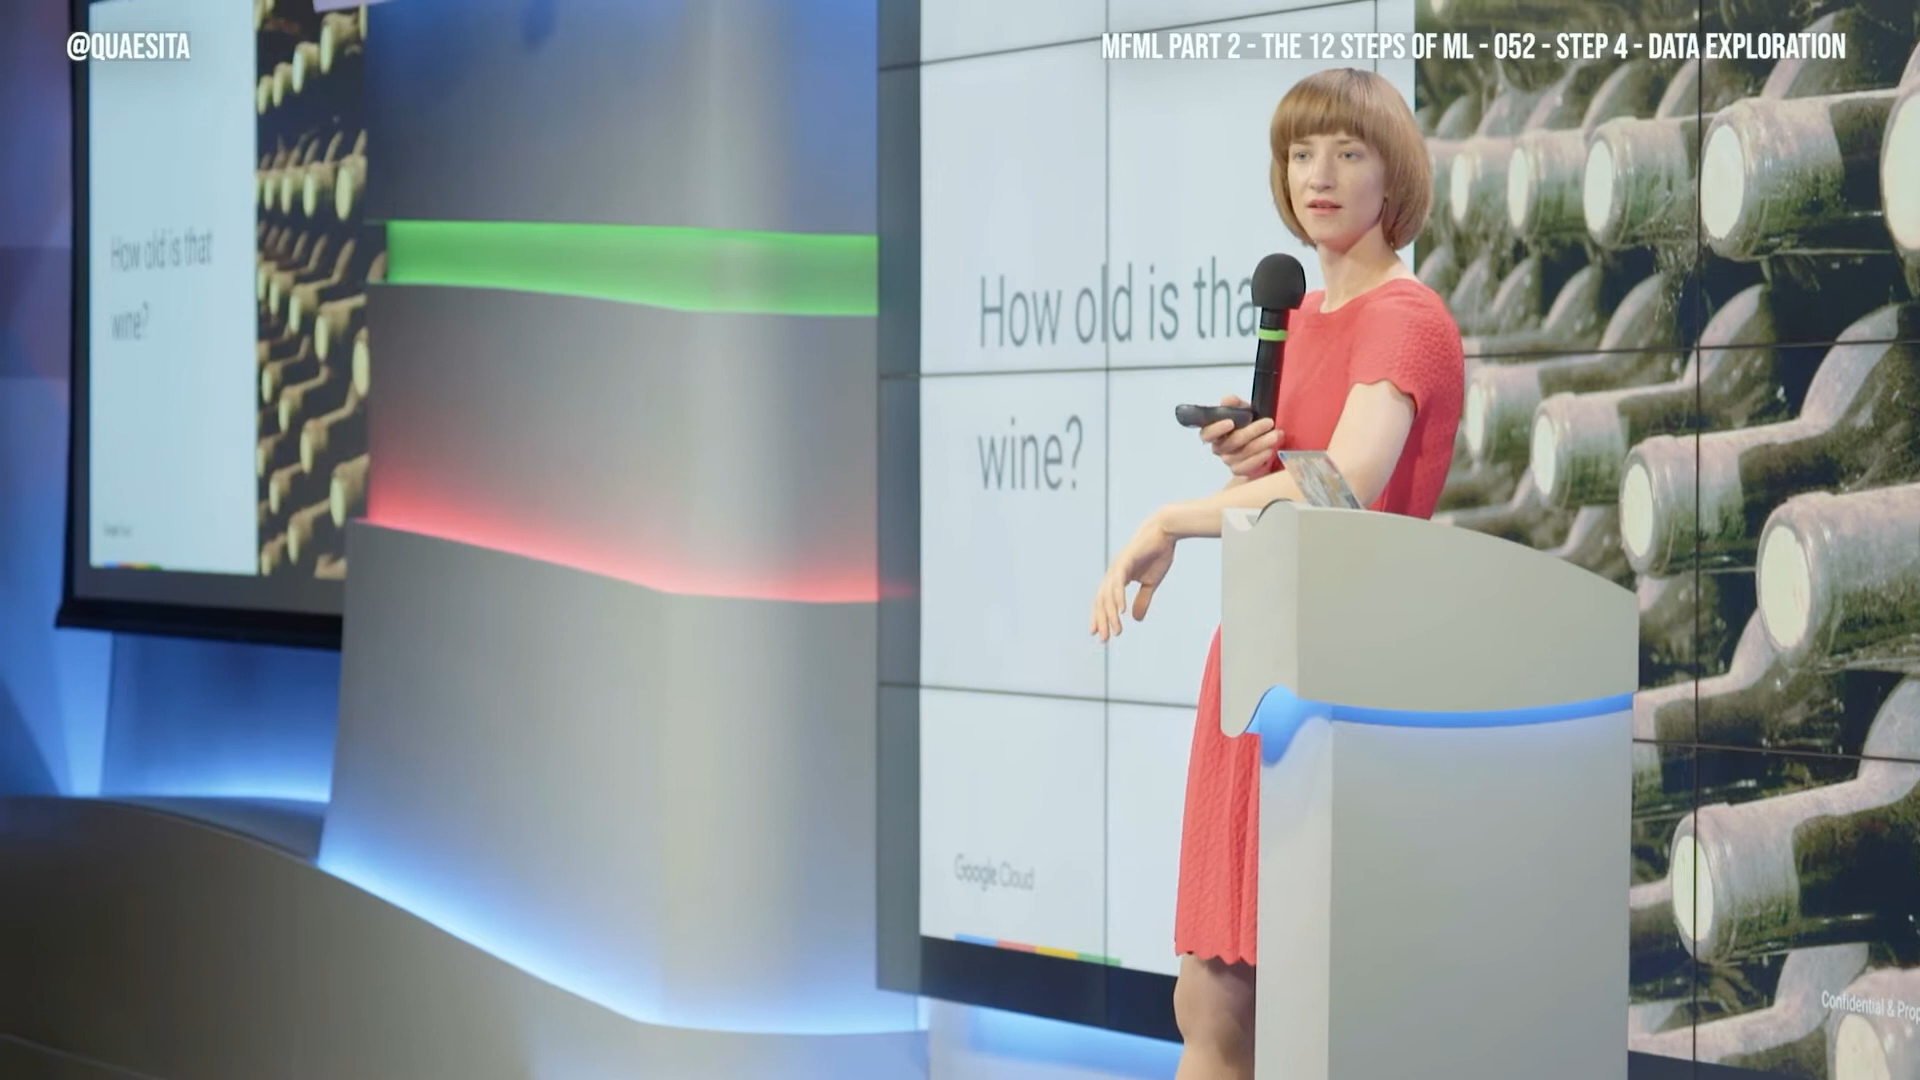 @QUAESITA
MFML PART 2 - THE 12 STEPS OF ML - 052 - STEP 4 - DATA EXPLORATION
How old is that
wine?
How old is tha
wine?
Google Cloud
Confidential & Prop